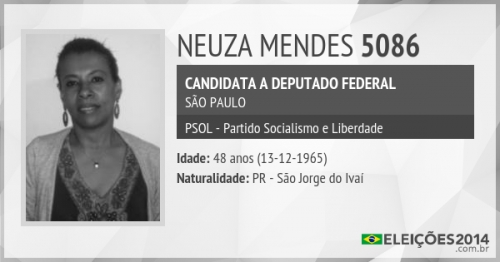 NEUZA MENDES 5086
CANDIDATA A DEPUTADO FEDERAL
SÃO PAULO
PSOL - Partido Socialismo e Liberdade
Idade: 48 anos (13-12-1965)
Naturalidade: PR - São Jorge do Ivaí
ELEIÇÕES2014
.com.br